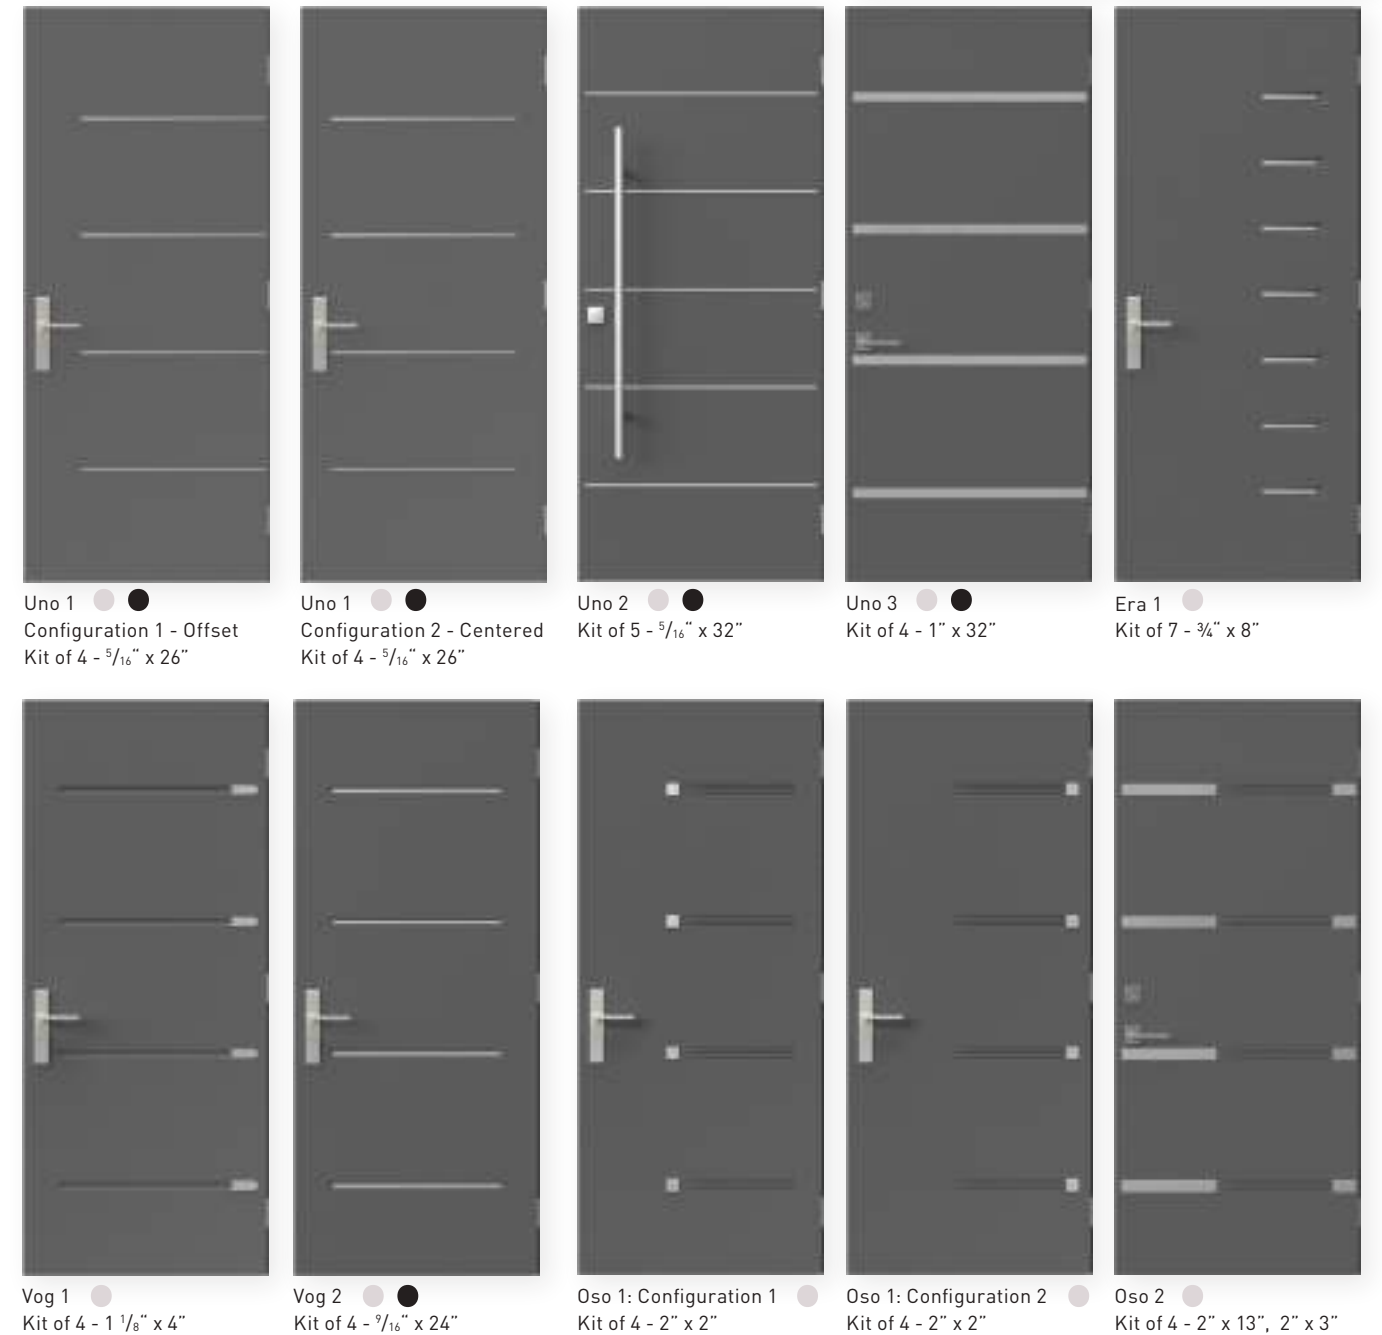 Uno 1
Configuration 1 - Offset
Kit of 4 - 5/16“ x 26”
Uno 1
Configuration 2 - Centered
Kit of 4 - 5/16“ x 26”
Uno 2
Kit of 5 - 5/16“ x 32”
Uno 3
Kit of 4 - 1” x 32”
Era 1
Kit of 7 - ¾“ x 8”
Vog 1
Kit of 4 - 1 1/8“ x 4”
Vog 2
Kit of 4 - 9/16“ x 24”
Oso 1: Configuration 1
Kit of 4 - 2” x 2”
Oso 1: Configuration 2
Kit of 4 - 2” x 2”
Oso 2
Kit of 4 - 2” x 13”, 2” x 3”